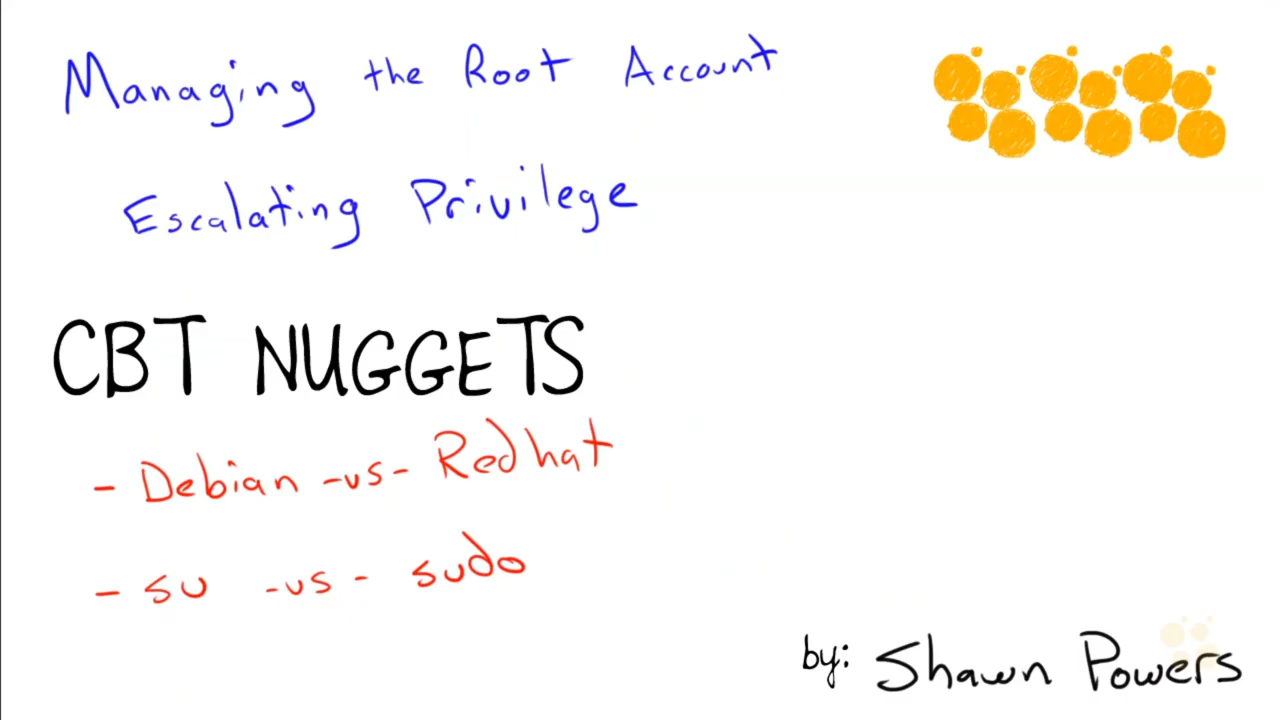 Managing the Root Account
Escalating Privilege
CBT NUGGETS
- Debian -vs- Redhat
- su -vs- sudo
by: Shawn Powers